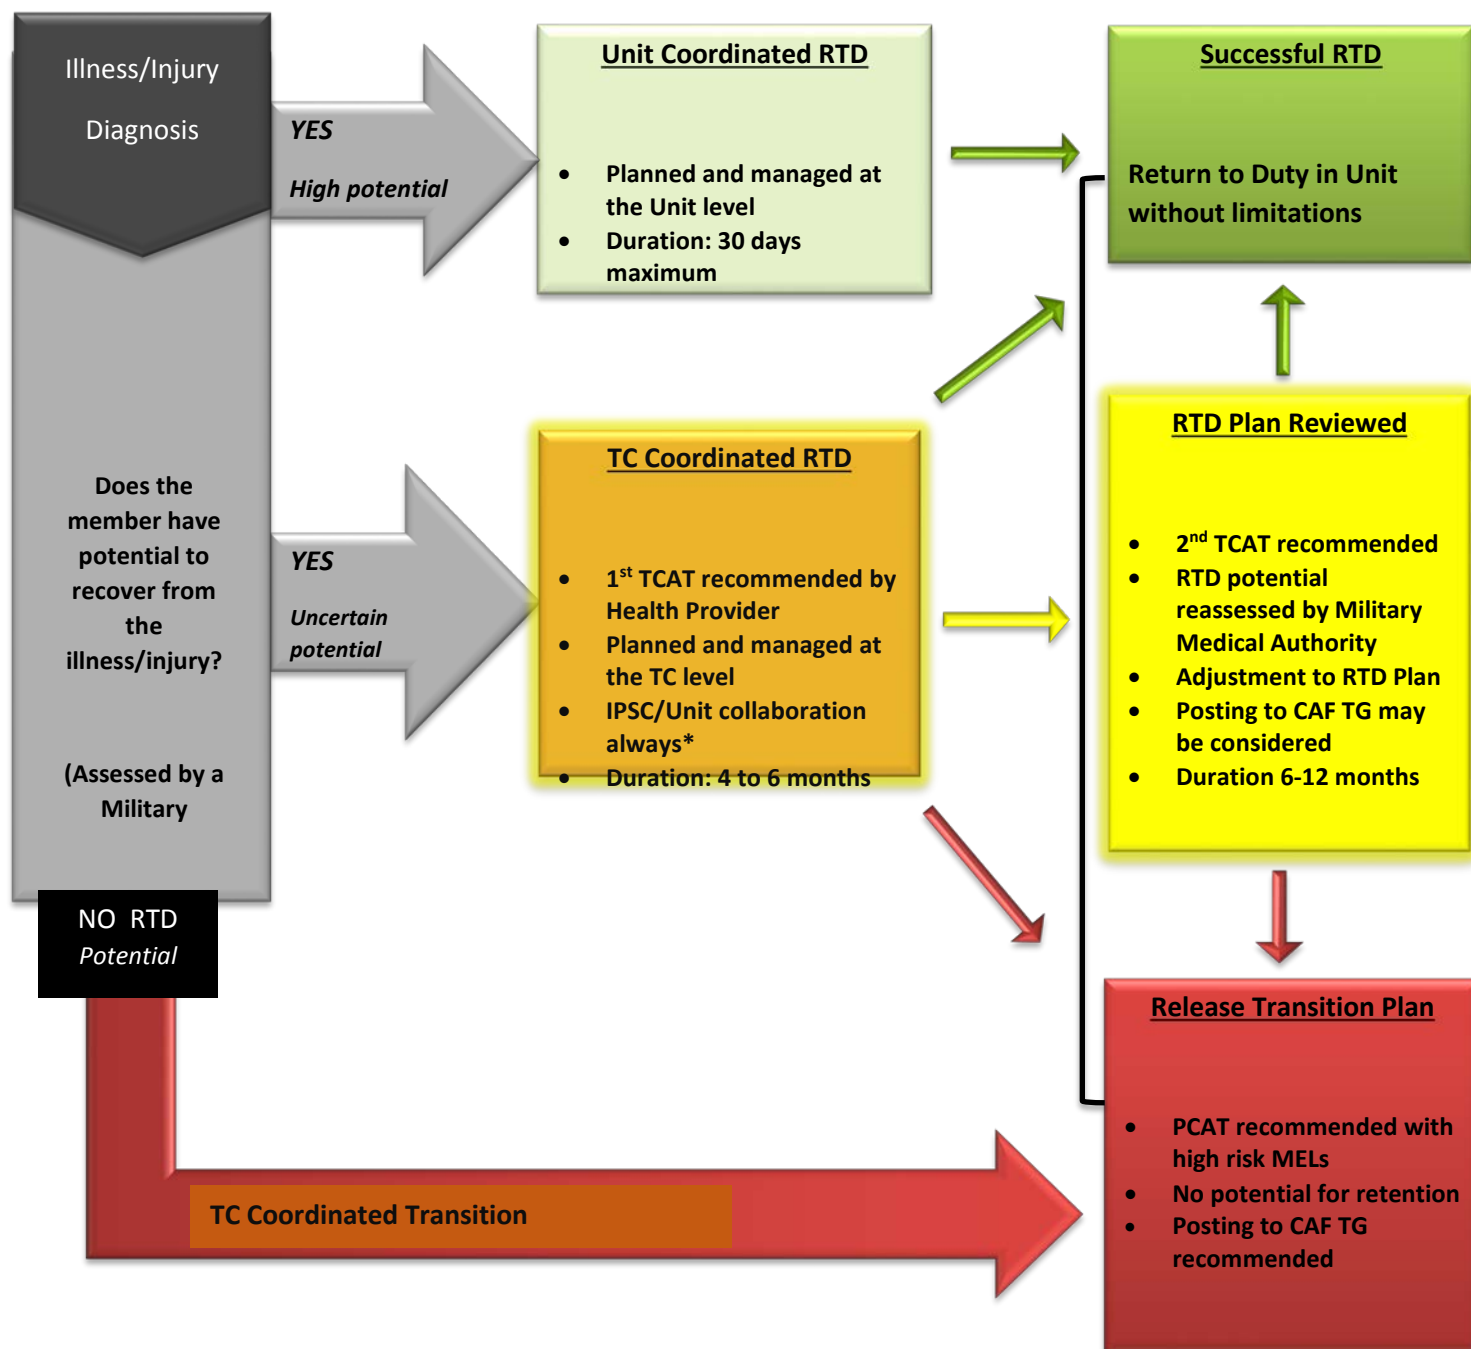 Illness/Injury
Diagnosis
Does the
member have
potential to
recover from
the
illness/injury?
(Assessed by a
Military
NO  RTD
Potential
YES
High potential
YES
Uncertain
potential
Unit Coordinated RTD
• Planned and managed at
the Unit level
• Duration: 30 days
maximum
TC Coordinated RTD
• 1st TCAT recommended by
Health Provider
• Planned and managed at
the TC level
• IPSC/Unit collaboration
always*
• Duration: 4 to 6 months
Successful RTD
Return to Duty in Unit
without limitations
RTD Plan Reviewed
• 2nd TCAT recommended
• RTD potential
reassessed by Military
Medical Authority
• Adjustment to RTD Plan
• Posting to CAF TG may
be considered
• Duration 6-12 months
Release Transition Plan
• PCAT recommended with
high risk MELs
• No potential for retention
• Posting to CAF TG
recommended
TC Coordinated Transition